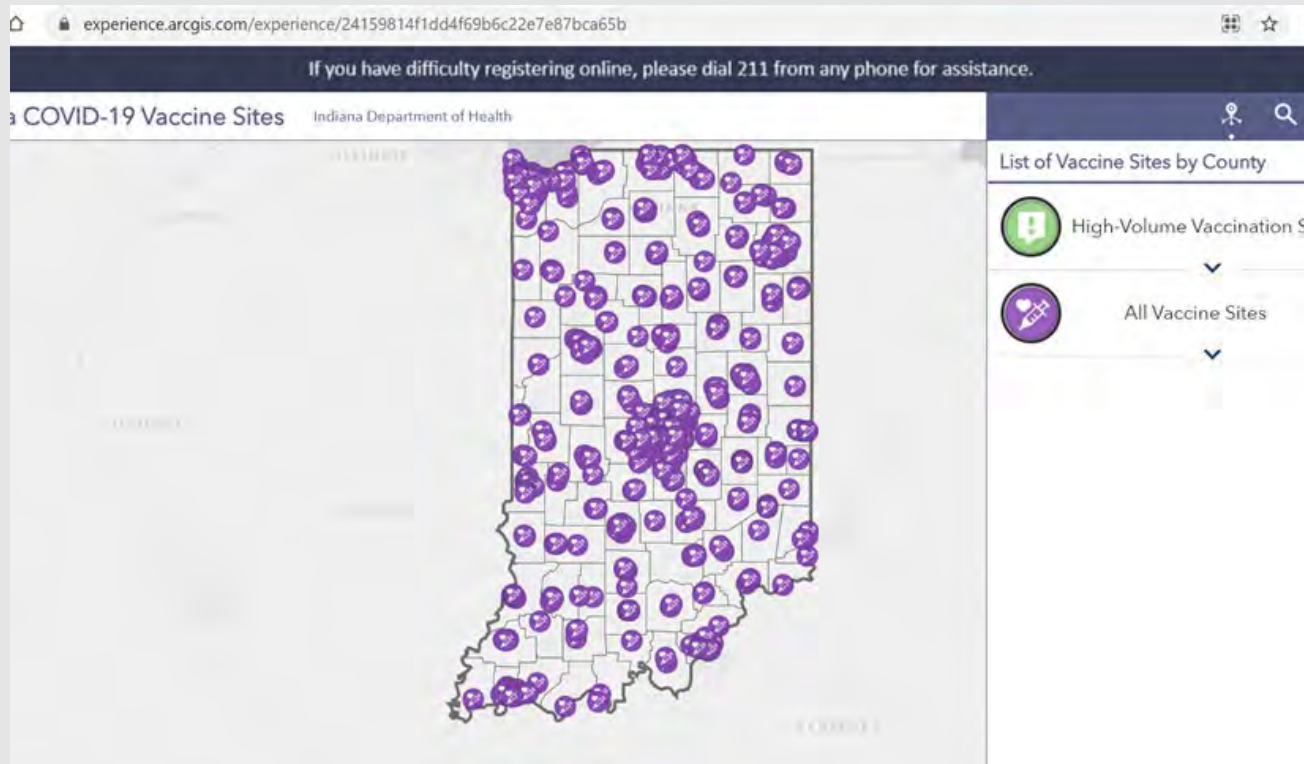 experience.arcgis.com/experience/24159814f1dd4f69b6c22e7e87bca65b
If you have difficulty registering online, please dial 211 from any phone for assistance.
a COVID-19 Vaccine Sites Indiana Department of Health
List of Vaccine Sites by County
High-Volume Vaccination S
All Vaccine Sites